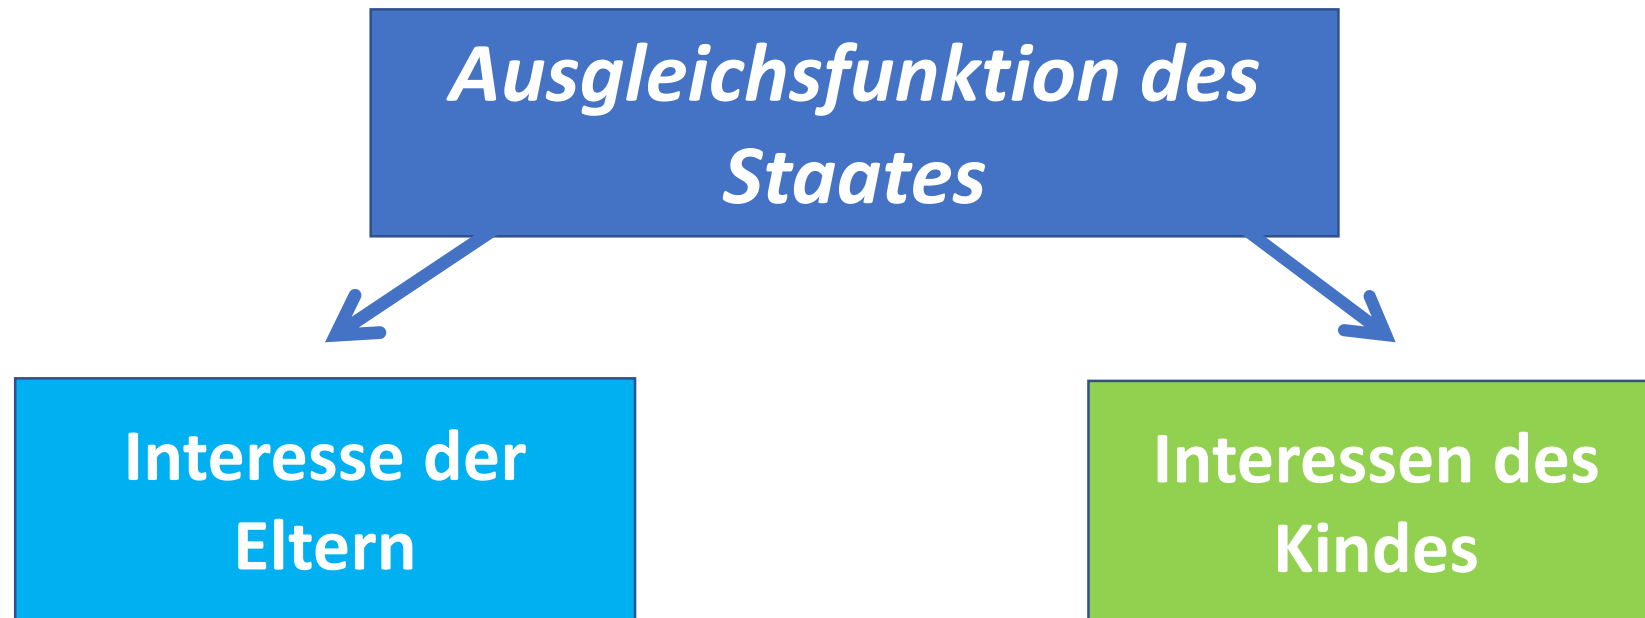 Ausgleichsfunktion des
Staates
Interesse der
Eltern
Interessen des
Kindes